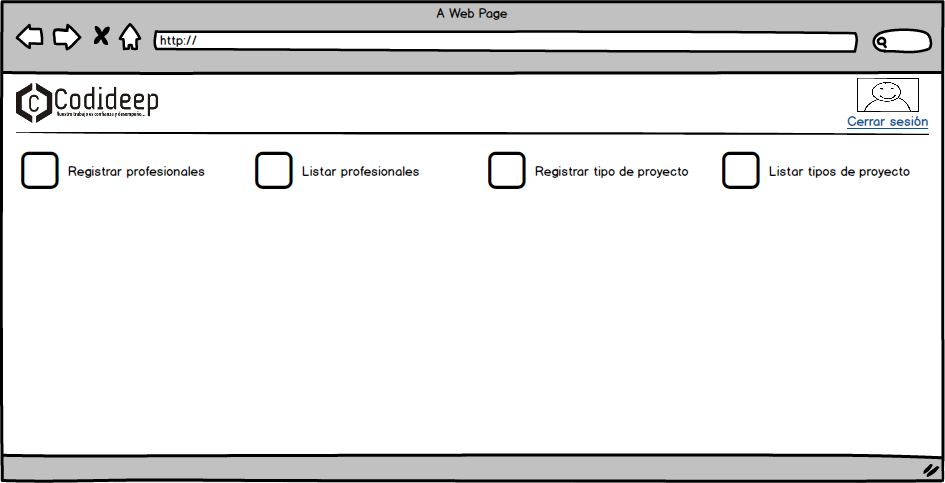 A Web Page
http://
Codideep
Nuestro trabajo es confianza y desempeño...
Cerrar sesión
Registrar profesionales
Listar profesionales
Registrar tipo de proyecto
Listar tipos de proyecto